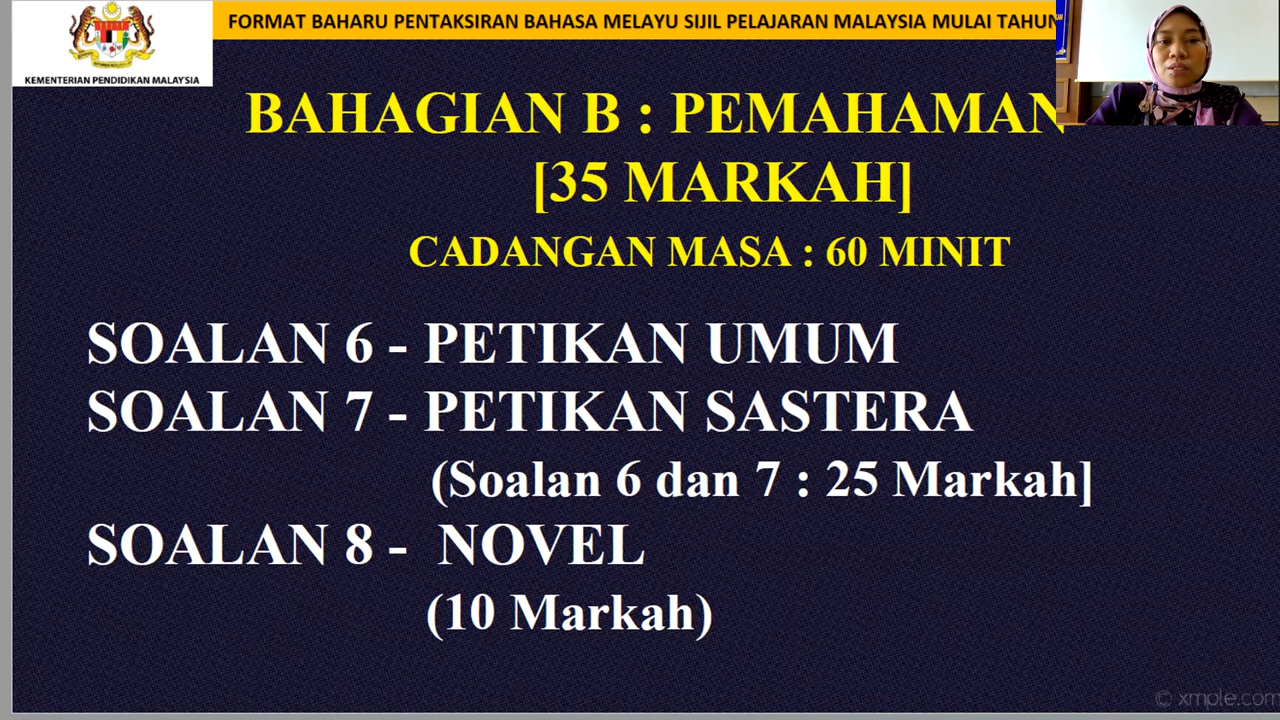 FORMAT BAHARU PENTAKSIRAN BAHASA MELAYU SIJIL PELAJARAN MALAYSIA MULAI TAHUN
KEMENTERIAN PENDIDIKAN MALAYSIA
BAHAGIAN B : PEMAHAMAN
[35 MARKAH]
CADANGAN MASA : 60 MINIT
SOALAN 6 - PETIKAN UMUM
SOALAN 7 - PETIKAN SASTERA
(Soalan 6 dan 7 : 25 Markah]
SOALAN 8 - NOVEL
(10 Markah)
© xmple.com